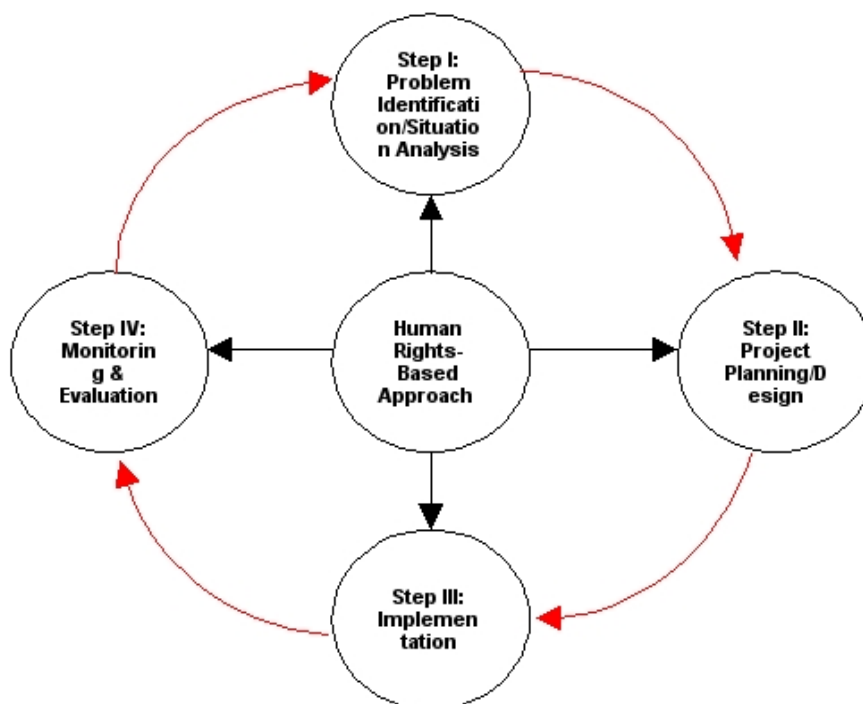 Step I:
Problem
Identificati
on/Situatio
n Analysis
Step IV:
Monitorin
g &
Evaluation
Human
Rights-
Based
Approach
Step II:
Project
Planning/D
esign
Step III:
Implemen
tation